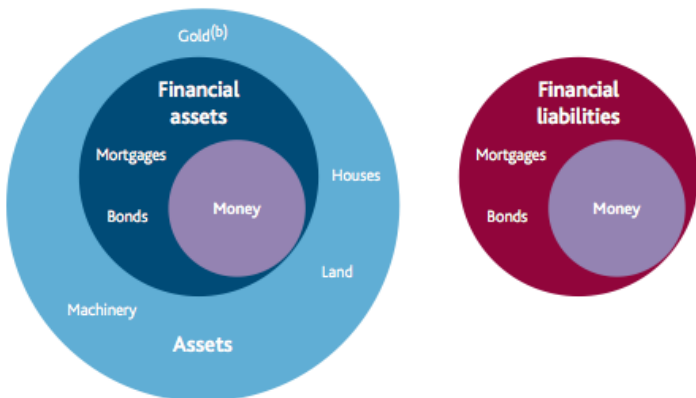 Gold(b)
Financial
assets
Mortgages
Houses
Money
Bonds
Land
Machinery
Assets
Financial
liabilities
Mortgages
Money
Bonds